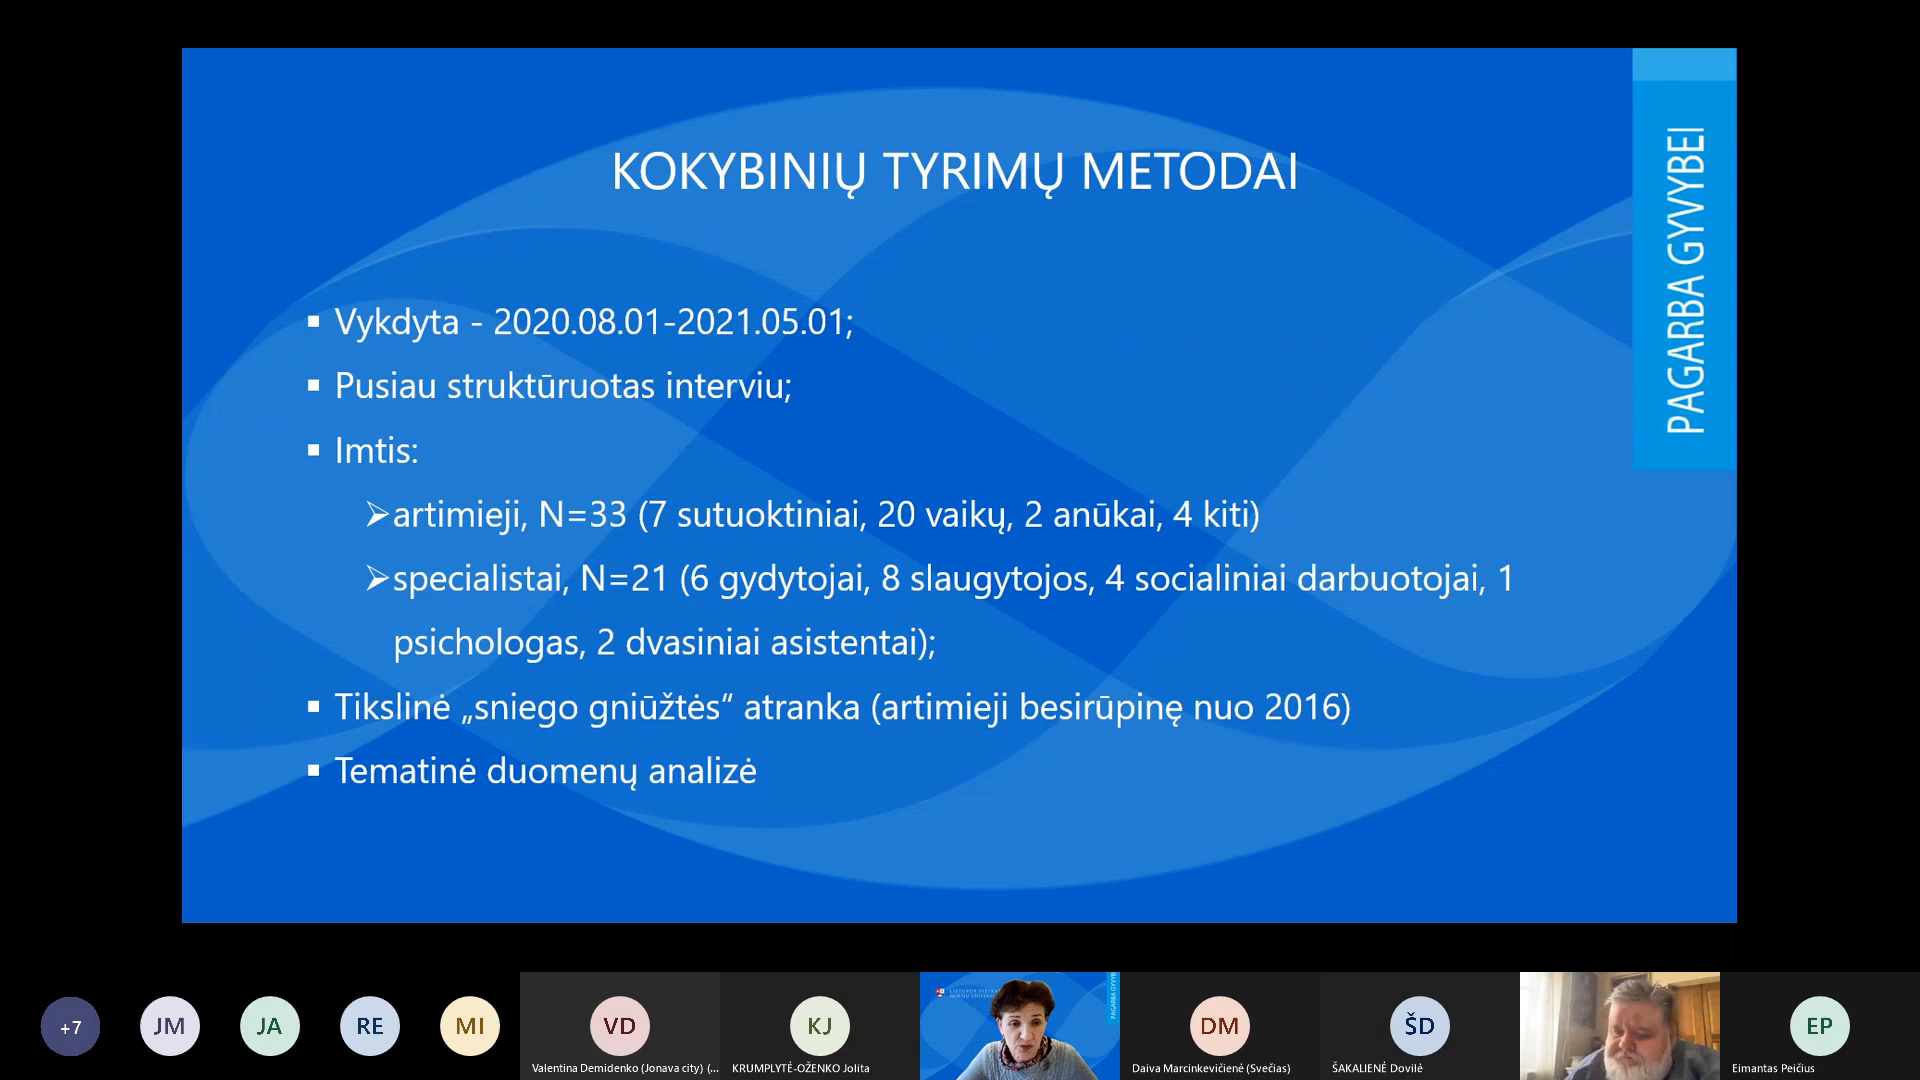 KOKYBINIŲ TYRIMŲ METODAI
PAGARBA GYVYBEI
▪ Vykdyta - 2020.08.01-2021.05.01;
▪ Pusiau struktūruotas interviu;
▪ Imtis:
➢artimieji, N=33 (7 sutuoktiniai, 20 vaikų, 2 anūkai, 4 kiti)
➢specialistai, N=21 (6 gydytojai, 8 slaugytojos, 4 socialiniai darbuotojai, 1
psichologas, 2 dvasiniai asistentai);
▪ Tikslinė „sniego gniūžtės“ atranka (artimieji besirūpinę nuo 2016)
▪ Tematinė duomenų analizė
+7
JM
JA
RE
MI
VD
Valentina Demidenko (Jonava city) (...
KJ
KRUMPLYTĖ-OŽENKO Jolita
DM
Daiva Marcinkevičienė (Svečias)
ŠD
ŠAKALIENĖ Dovilė
EP
Eimantas Peičius